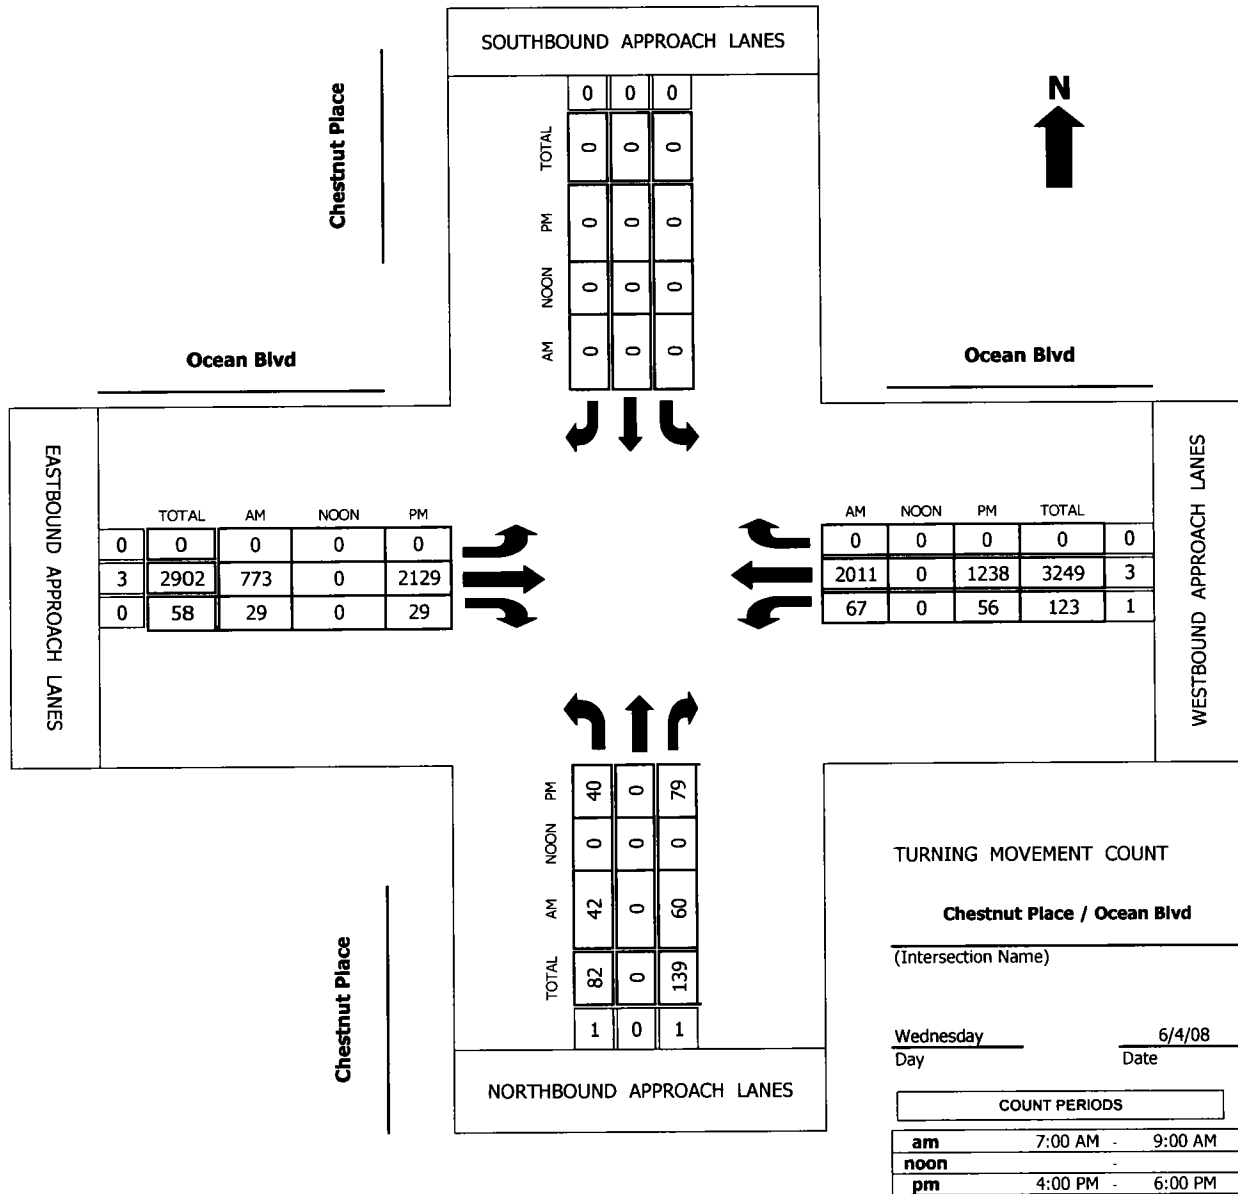 SOUTHBOUND APPROACH LANES
0 0 0
TOTAL 0 0 0
PM 0 0 0
NOON 0 0 0
AM 0 0 0
Chestnut Place
N
Ocean Blvd
Ocean Blvd
EASTBOUND APPROACH LANES
TOTAL AM NOON PM
0 0 0 0 0
3 2902 773 0 2129
0 58 29 0 29
AM NOON PM TOTAL
0 0 0 0 0
2011 0 1238 3249 3
67 0 56 123 1
WESTBOUND APPROACH LANES
PM 40 0 79
NOON 0 0 0
AM 42 0 60
TOTAL 82 0 139
1 0 1
NORTHBOUND APPROACH LANES
Chestnut Place
TURNING MOVEMENT COUNT
Chestnut Place / Ocean Blvd
(Intersection Name)
Wednesday 6/4/08
Day Date
COUNT PERIODS
am 7:00 AM - 9:00 AM
noon -
pm 4:00 PM - 6:00 PM